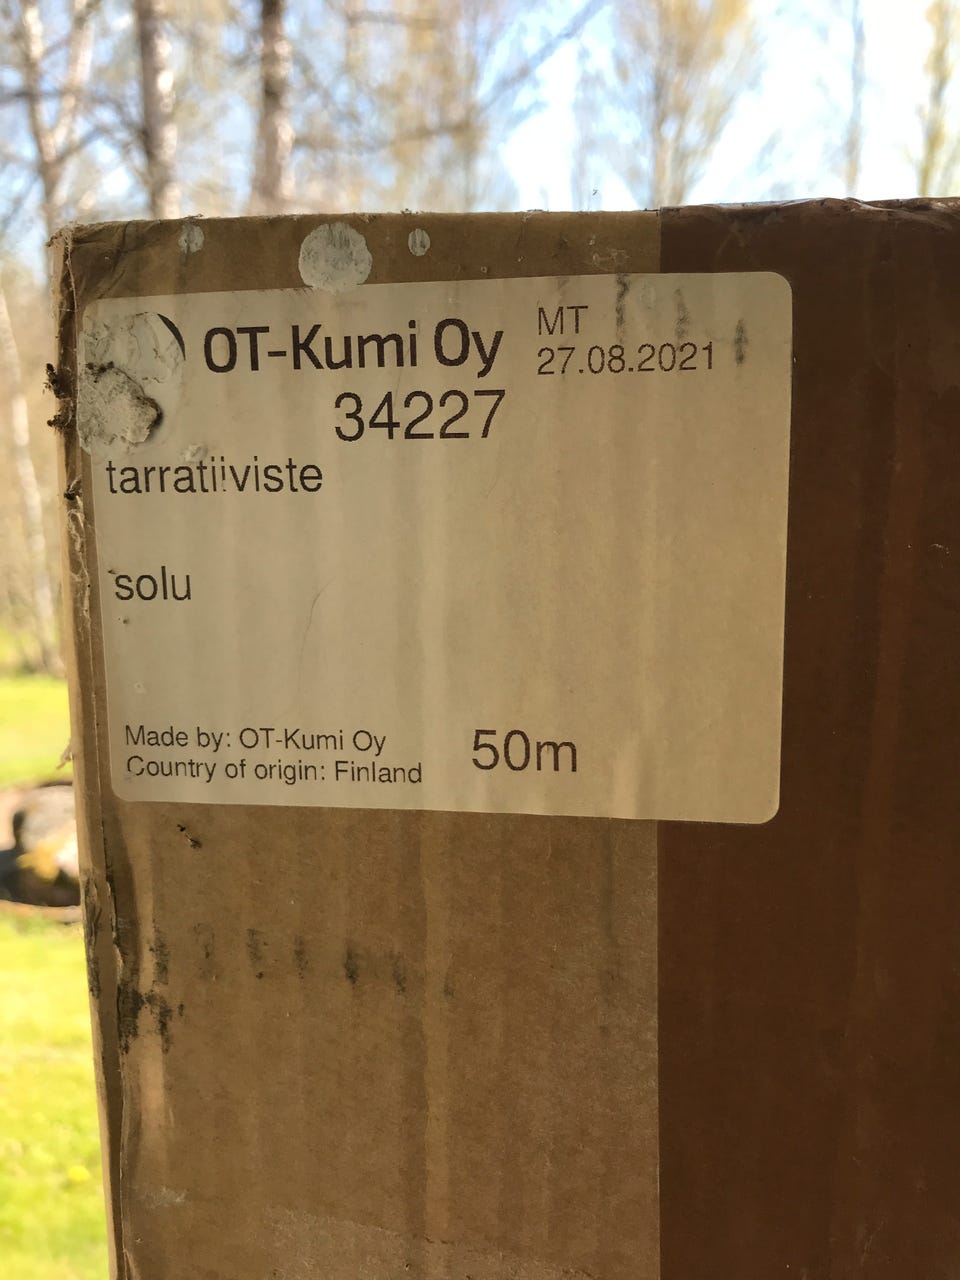 OT-Kumi Oy
MT
27.08.2021
34227
tarratiiviste
solu
Made by: OT-Kumi Oy
Country of origin: Finland
50m